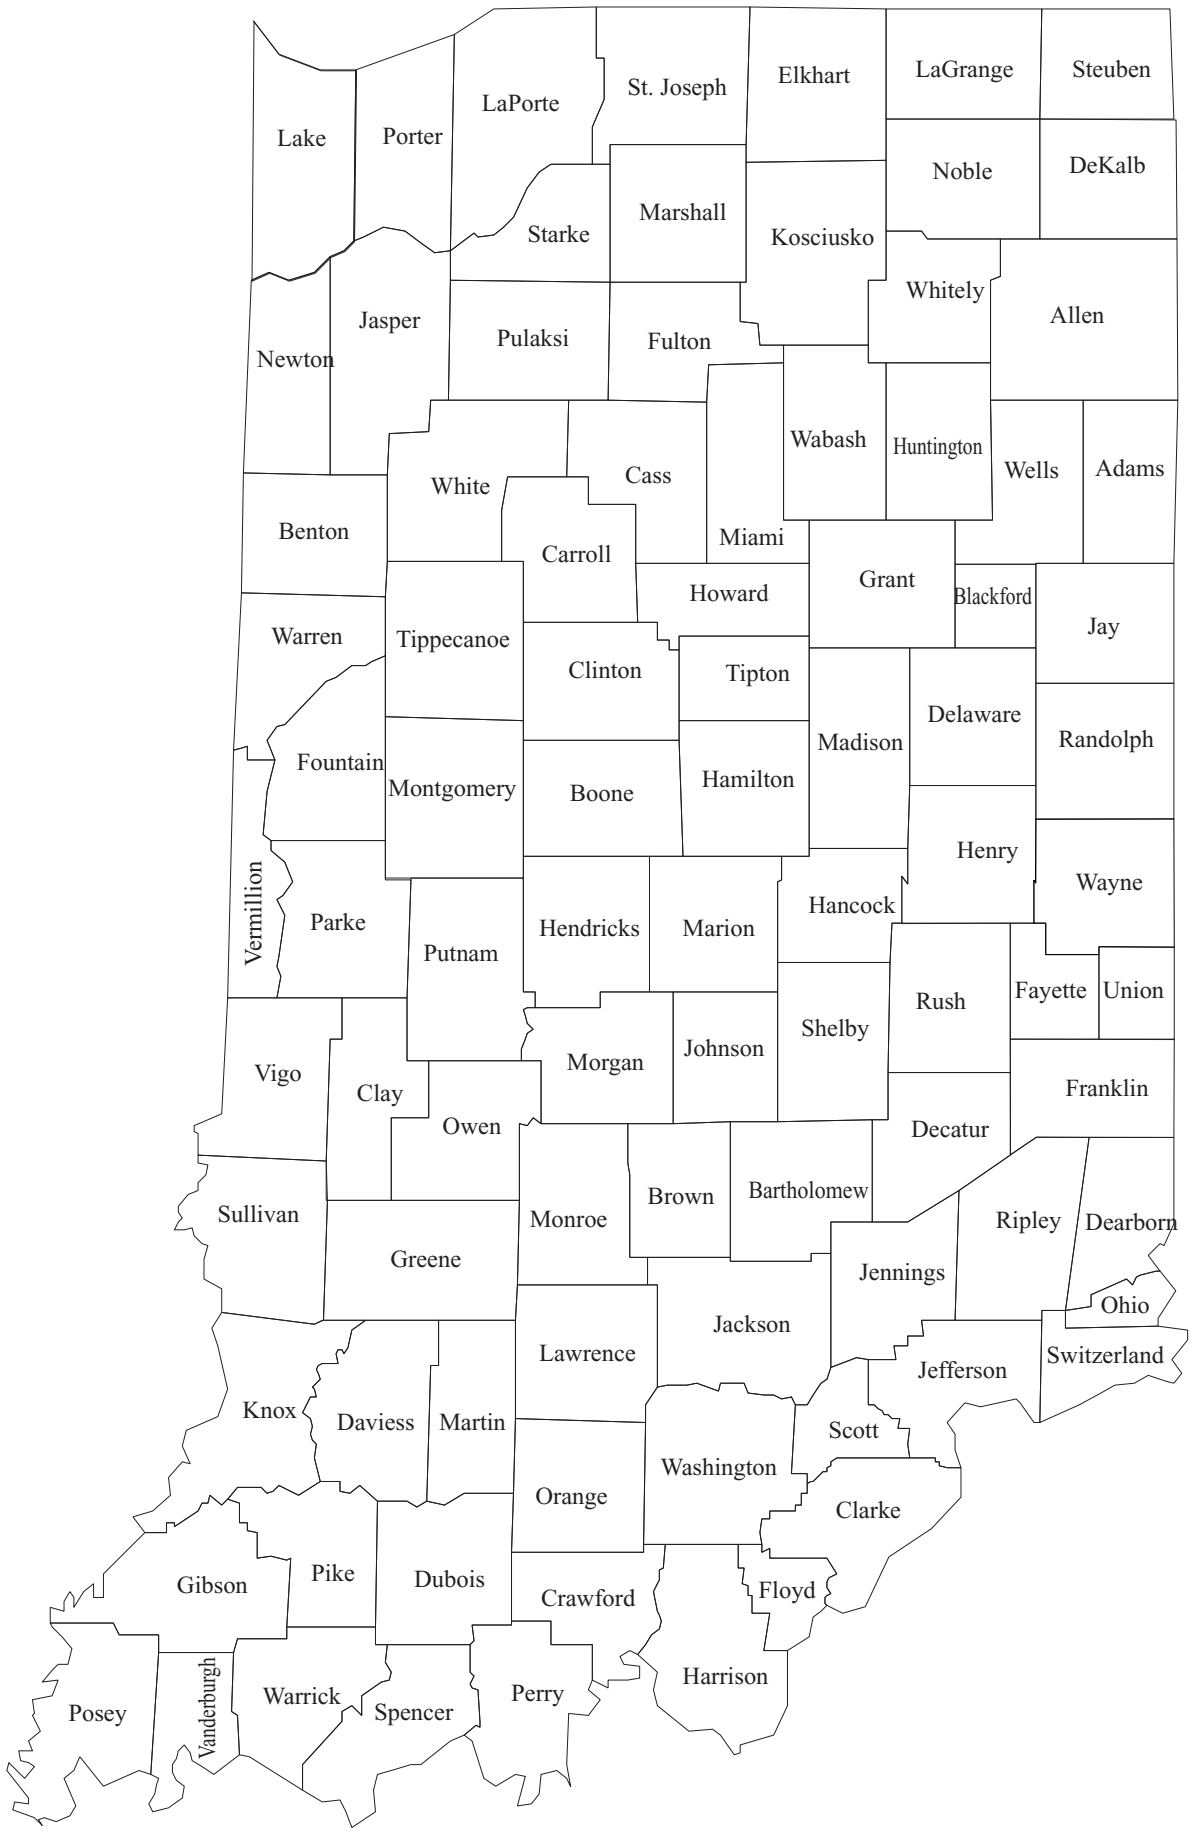 LaGrange
Steuben
Elkhart
St. Joseph
LaPorte
Porter
Lake
DeKalb
Noble
Marshall
Starke
Kosciusko
Whitely
Allen
Jasper
Pulaksi
Fulton
Newton
Wabash
Huntington
Wells
Adams
White
Cass
Benton
Miami
Carroll
Grant
Howard
Blackford
Jay
Warren
Tippecanoe
Clinton
Tipton
Delaware
Randolph
Madison
Fountain
Hamilton
Montgomery
Boone
Henry
Wayne
Hancock
Vermillion
Parke
Hendricks
Marion
Putnam
Fayette
Union
Rush
Shelby
Johnson
Morgan
Vigo
Clay
Franklin
Owen
Decatur
Bartholomew
Brown
Sullivan
Monroe
Ripley
Dearborn
Greene
Jennings
Ohio
Jackson
Lawrence
Switzerland
Jefferson
Knox
Daviess
Martin
Scott
Washington
Orange
Clarke
Pike
Dubois
Gibson
Floyd
Crawford
Harrison
Perry
Warrick
Vanderburgh
Spencer
Posey